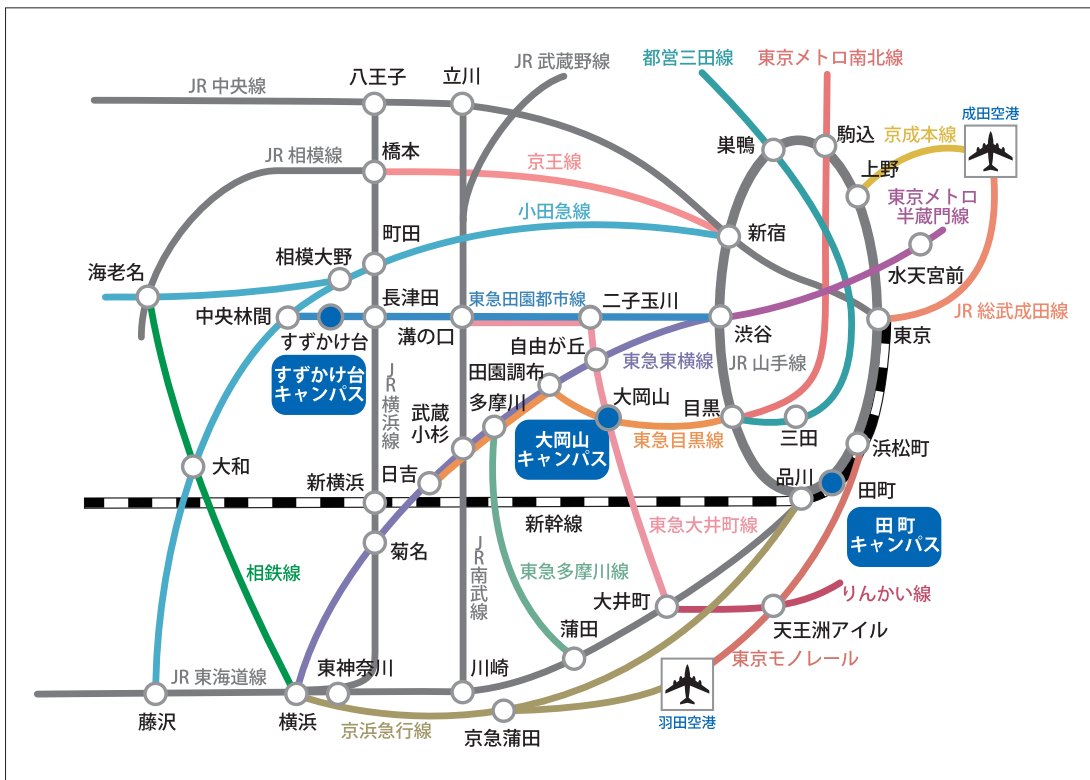 JR 中央線
八王子
立川
JR 武蔵野線
都営三田線
東京メトロ南北線
成田空港
京成本線
駒込
巣鴨
上野
JR 相模線
橋本
京王線
東京メトロ
半蔵門線
小田急線
町田
新宿
相模大野
水天宮前
海老名
中央林間
すずかけ台
長津田
東急田園都市線
溝の口
二子玉川
渋谷
東京
JR 総武成田線
すずかけ台
キャンパス
自由が丘
東急東横線
JR 山手線
田園調布
多摩川
JR横浜線
武蔵
小杉
大岡山
目黒
大岡山
キャンパス
東急目黒線
三田
浜松町
大和
新横浜
日吉
品川
田町
新幹線
東急大井町線
田町
キャンパス
菊名
JR南武線
相鉄線
東急多摩川線
大井町
りんかい線
蒲田
天王洲アイル
JR 東海道線
東神奈川
川崎
東京モノレール
藤沢
横浜
京浜急行線
京急蒲田
羽田空港